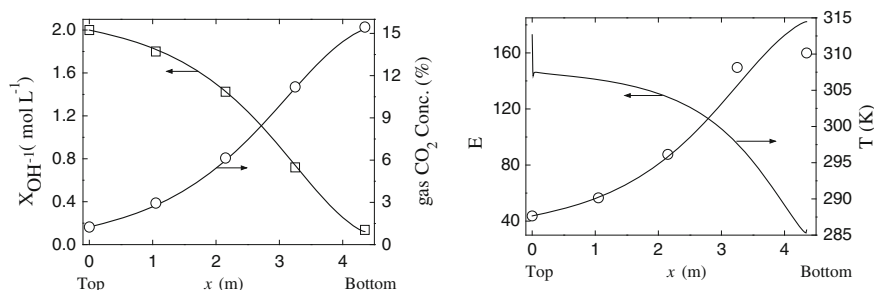 2.0
1.6
1.2
0.8
0.4
0.0
X_OH^-1 ( mol L^-1)
0 1 2 3 4
Top x (m) Bottom
15
12
9
6
3
0
gas CO2 Conc. (%)
160
120
80
40
E
0 1 2 3 4
Top x (m) Bottom
315
310
305
300
295
290
285
T (K)